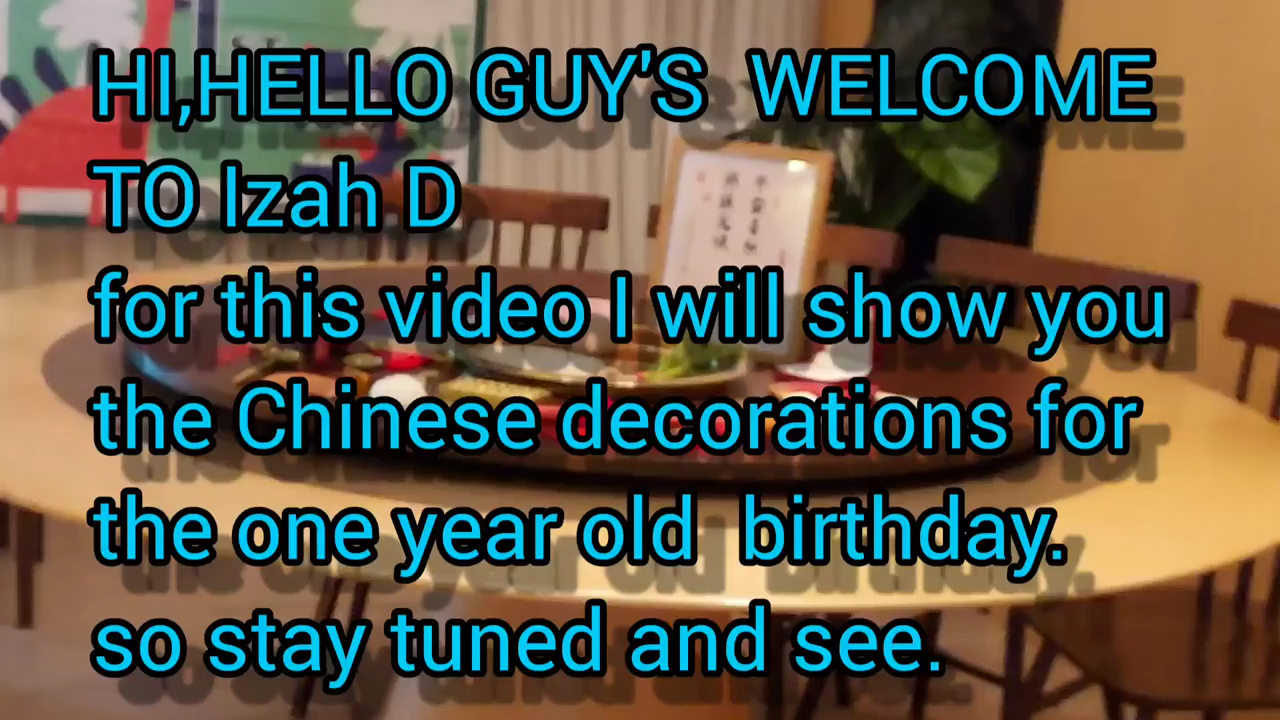 HI,HELLO GUY'S WELCOME
TO Izah D
for this video I will show you
the Chinese decorations for
the one year old birthday.
so stay tuned and see.